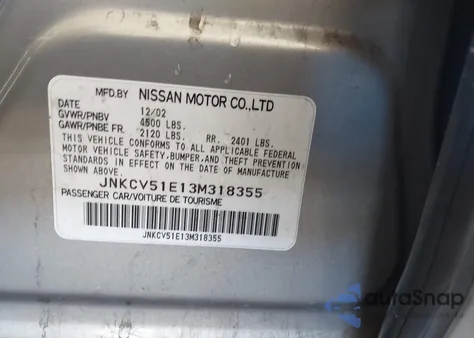 MFD.BY NISSAN MOTOR CO.,LTD
DATE 12/02
GVWR/PNBV 4500 LBS.
GAWR/PNBE FR. 2120 LBS. RR. 2401 LBS.
THIS VEHICLE CONFORMS TO ALL APPLICABLE FEDERAL
MOTOR VEHICLE SAFETY, BUMPER, AND THEFT PREVENTION
STANDARDS IN EFFECT ON THE DATE OF MANUFACTURE
SHOWN ABOVE.
JNKCV51E13M318355
PASSENGER CAR/VOITURE DE TOURISME
JNKCV51E13M318355
AuraSnap